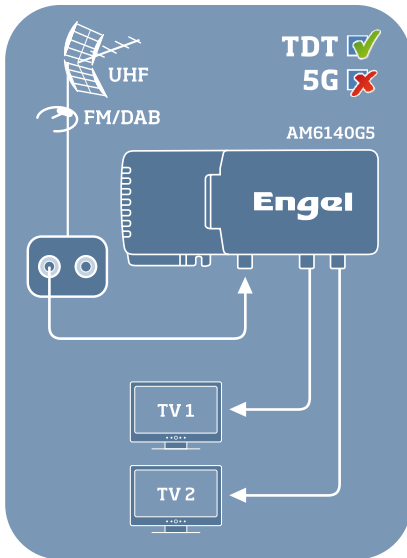 TDT
UHF
5G
FM/DAB
AM6140G5
Engel
TV 1
TV 2